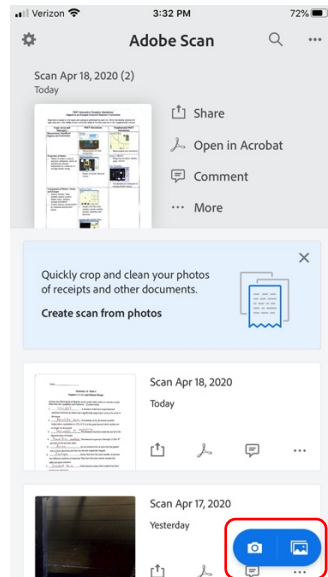 Verizon 3:32 PM 72%
Adobe Scan
Scan Apr 18, 2020 (2)
Today
Share
Open in Acrobat
Comment
More
Quickly crop and clean your photos
of receipts and other documents.
Create scan from photos
Scan Apr 18, 2020
Today
Scan Apr 17, 2020
Yesterday